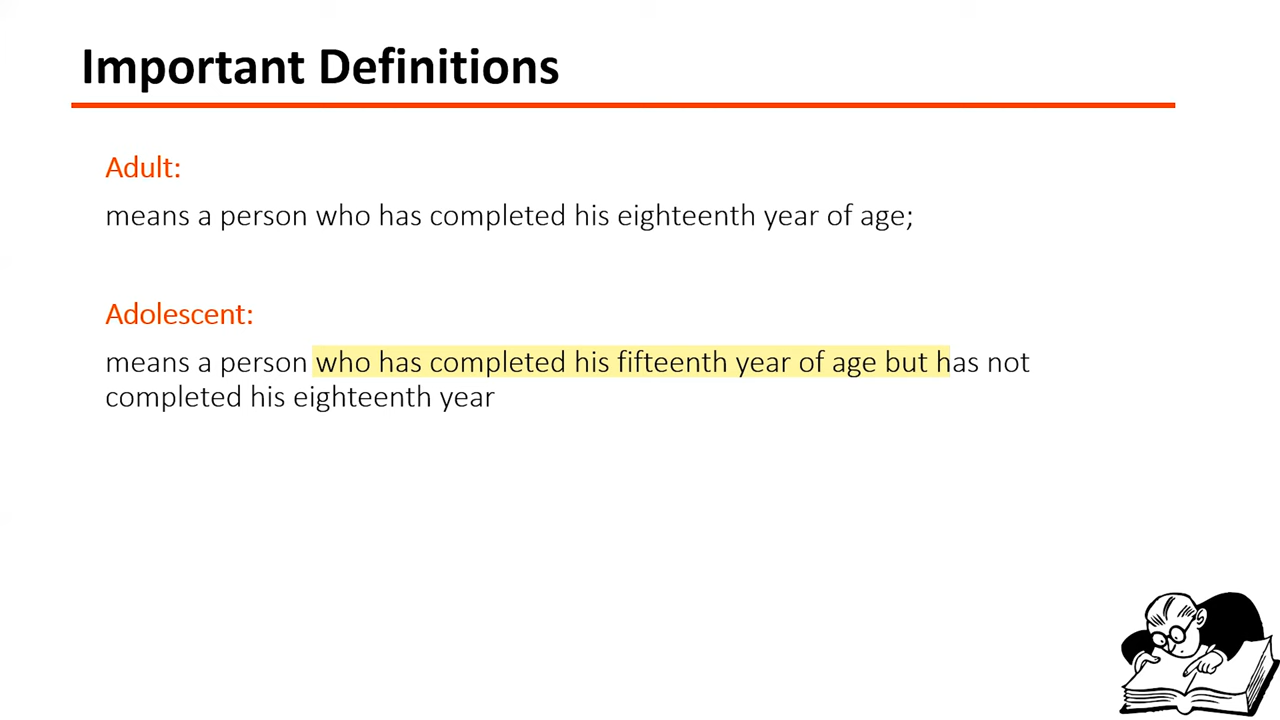 Important Definitions
Adult:
means a person who has completed his eighteenth year of age;
Adolescent:
means a person who has completed his fifteenth year of age but has not
completed his eighteenth year